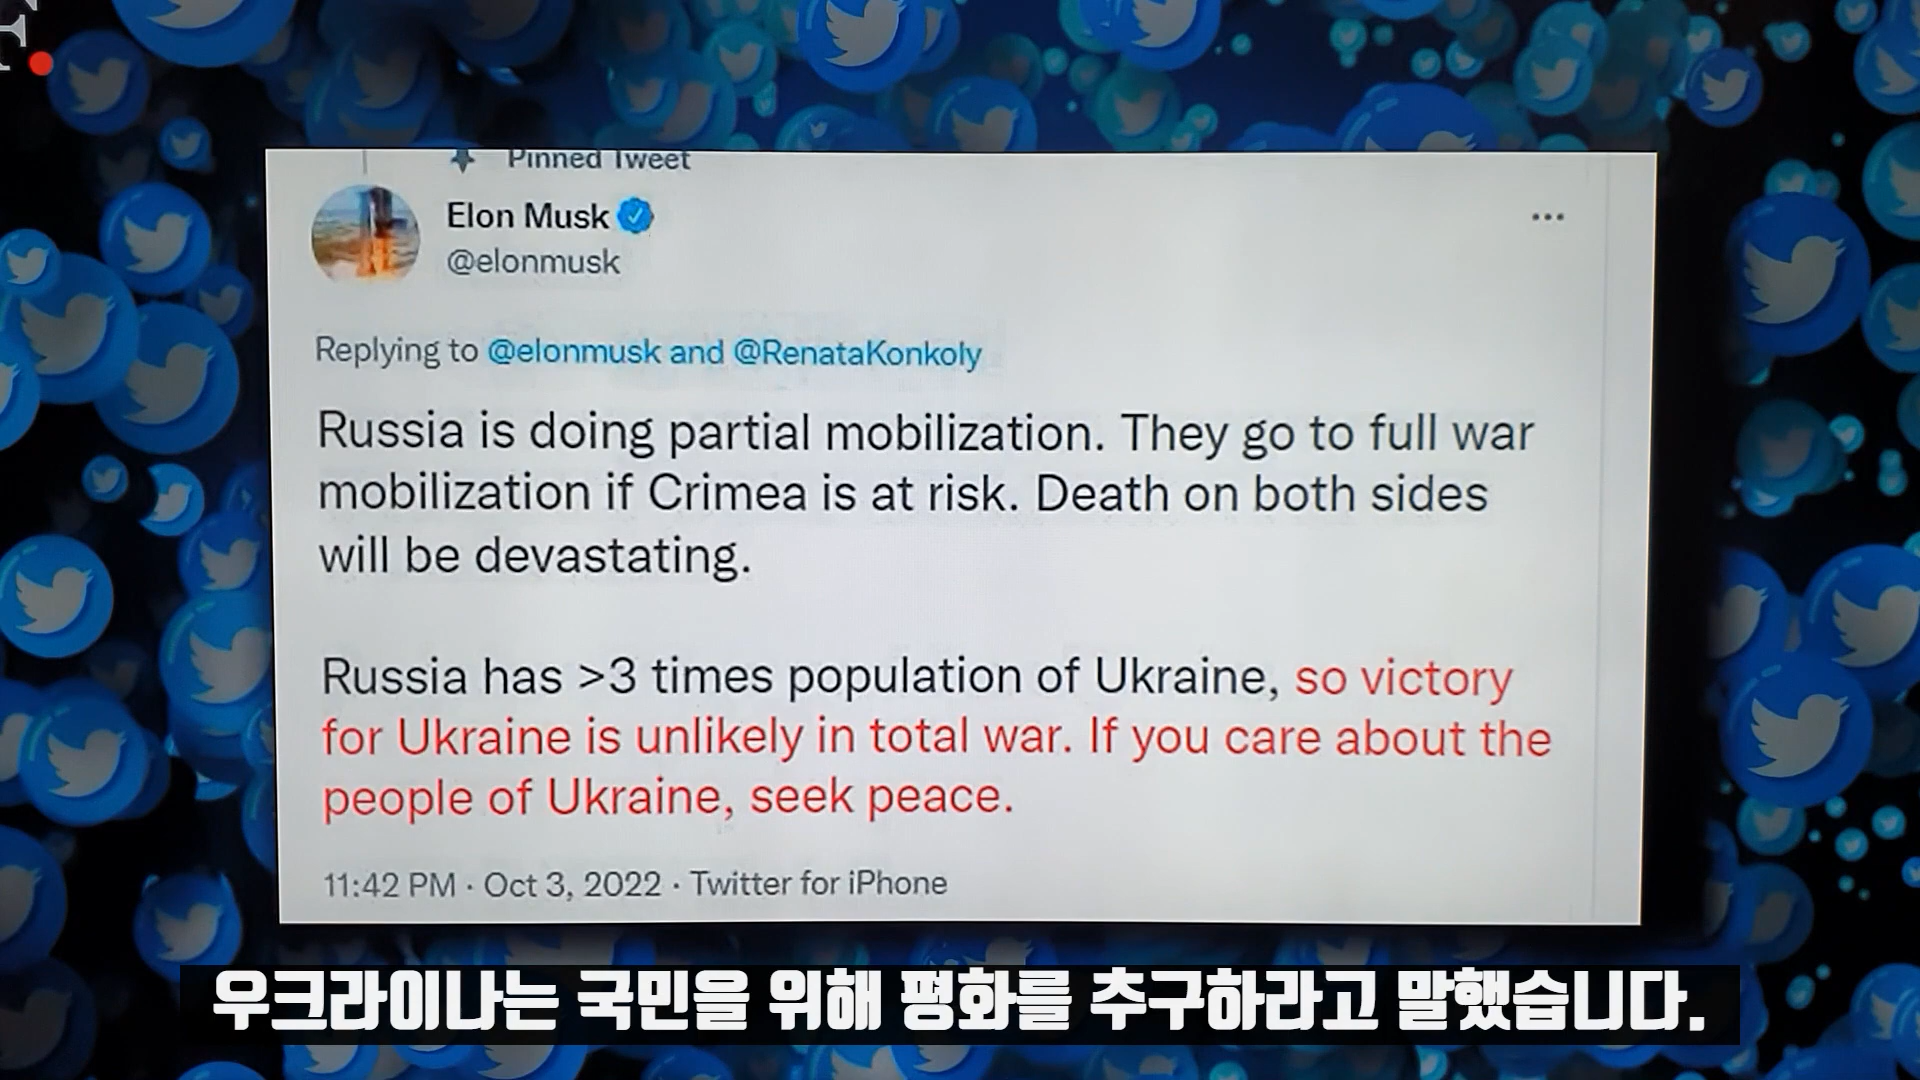 F.
Pinned Tweet
Elon Musk
@elonmusk
Replying to @elonmusk and @RenataKonkoly
Russia is doing partial mobilization. They go to full war
mobilization if Crimea is at risk. Death on both sides
will be devastating.
Russia has >3 times population of Ukraine, so victory
for Ukraine is unlikely in total war. If you care about the
people of Ukraine, seek peace.
11:42 PM · Oct 3, 2022 · Twitter for iPhone
우크라이나는 국민을 위해 평화를 추구하라고 말했습니다.